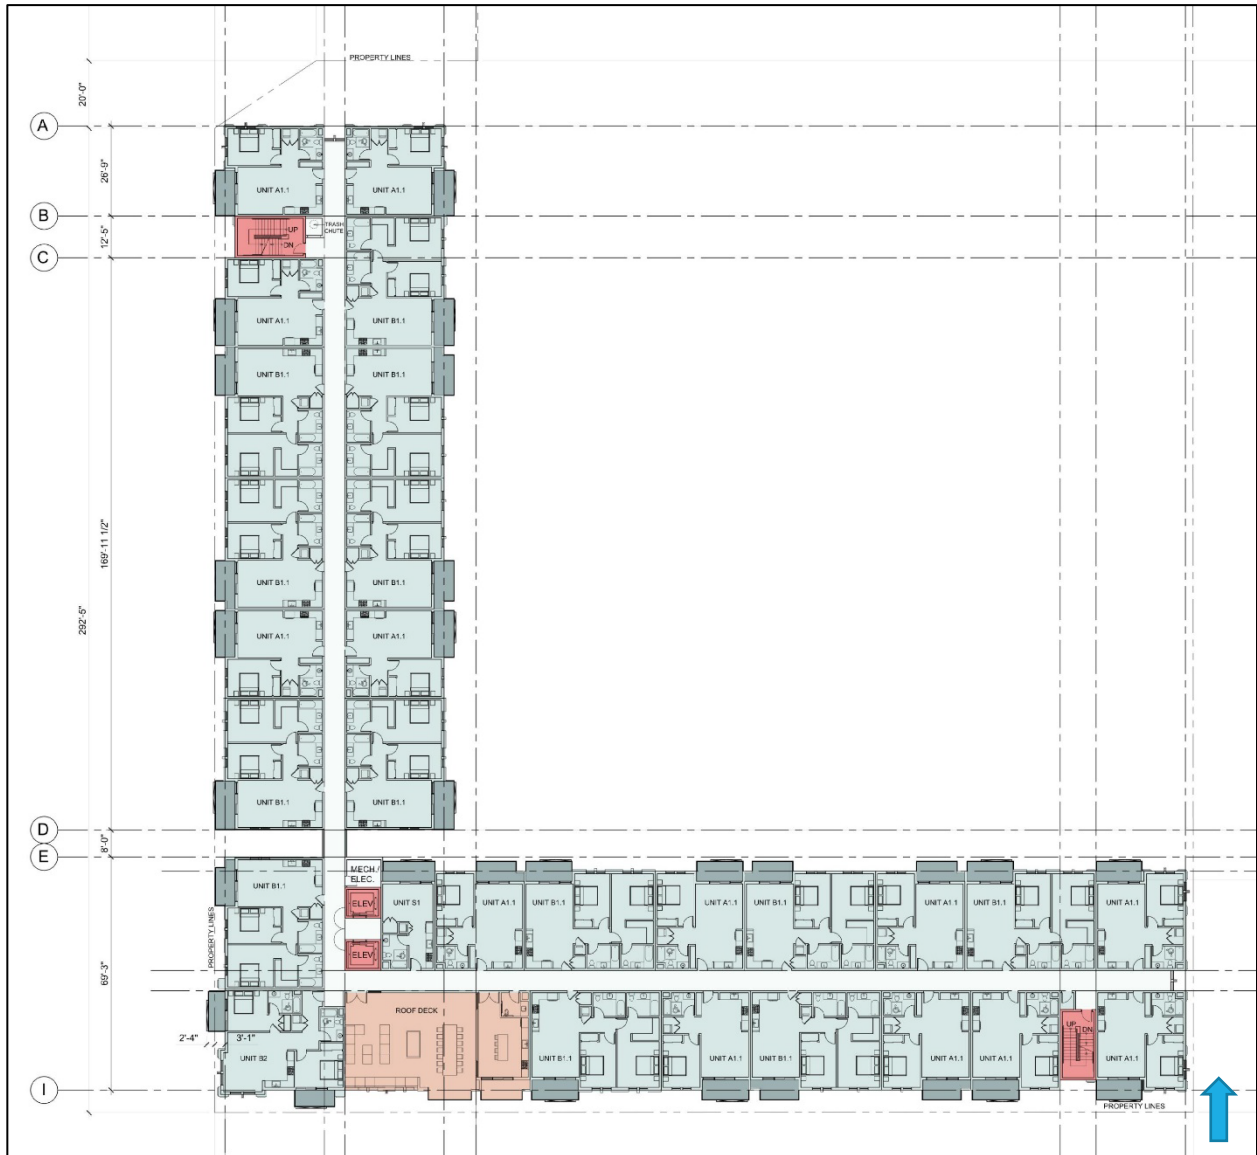 PROPERTY LINES
20'-0"
A
26'-9"
UNIT A1.1
UNIT A1.1
B
12'-5"
UP
DN
TRASH
CHUTE
C
UNIT A1.1
UNIT B1.1
UNIT B1.1
UNIT B1.1
169'-11 1/2"
292'-5"
UNIT B1.1
UNIT B1.1
UNIT A1.1
UNIT A1.1
UNIT B1.1
UNIT B1.1
D
8'-0"
E
MECH./
ELEC.
UNIT B1.1
ELEV
ELEV
UNIT S1
UNIT A1.1
UNIT B1.1
UNIT A1.1
UNIT B1.1
UNIT A1.1
UNIT B1.1
UNIT A1.1
PROPERTY LINES
69'-3"
2'-4"
3'-1"
UNIT B2
ROOF DECK
UNIT B1.1
UNIT A1.1
UNIT B1.1
UNIT A1.1
UNIT A1.1
UP
DN
UNIT A1.1
I
PROPERTY LINES